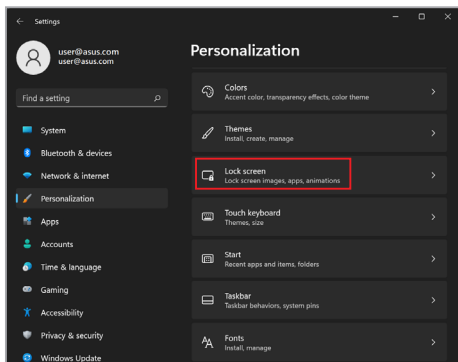 Settings
user@asus.com
user@asus.com
Find a setting
System
Bluetooth & devices
Network & internet
Personalization
Apps
Accounts
Time & language
Gaming
Accessibility
Privacy & security
Windows Update
Personalization
Colors
Accent color, transparency effects, color theme
Themes
Install, create, manage
Lock screen
Lock screen images, apps, animations
Touch keyboard
Themes, size
Start
Recent apps and items, folders
Taskbar
Taskbar behaviors, system pins
Fonts
Install, manage